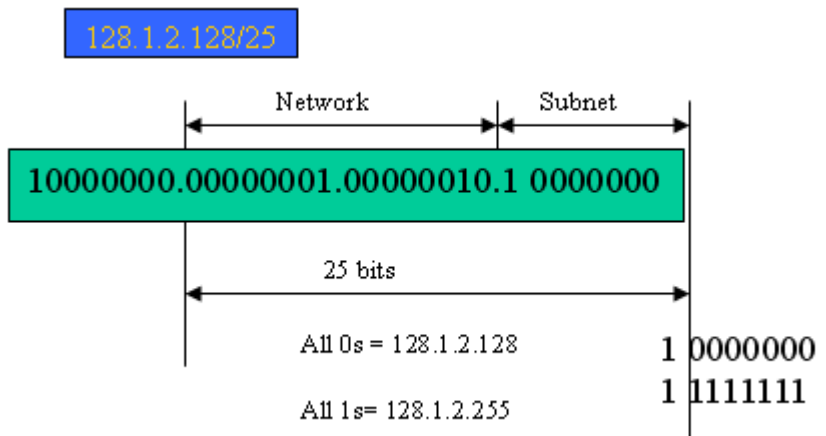 128.1.2.128/25
Network Subnet
10000000.00000001.00000010.1 0000000
25 bits
All 0s = 128.1.2.128 1 0000000
All 1s= 128.1.2.255 1 1111111